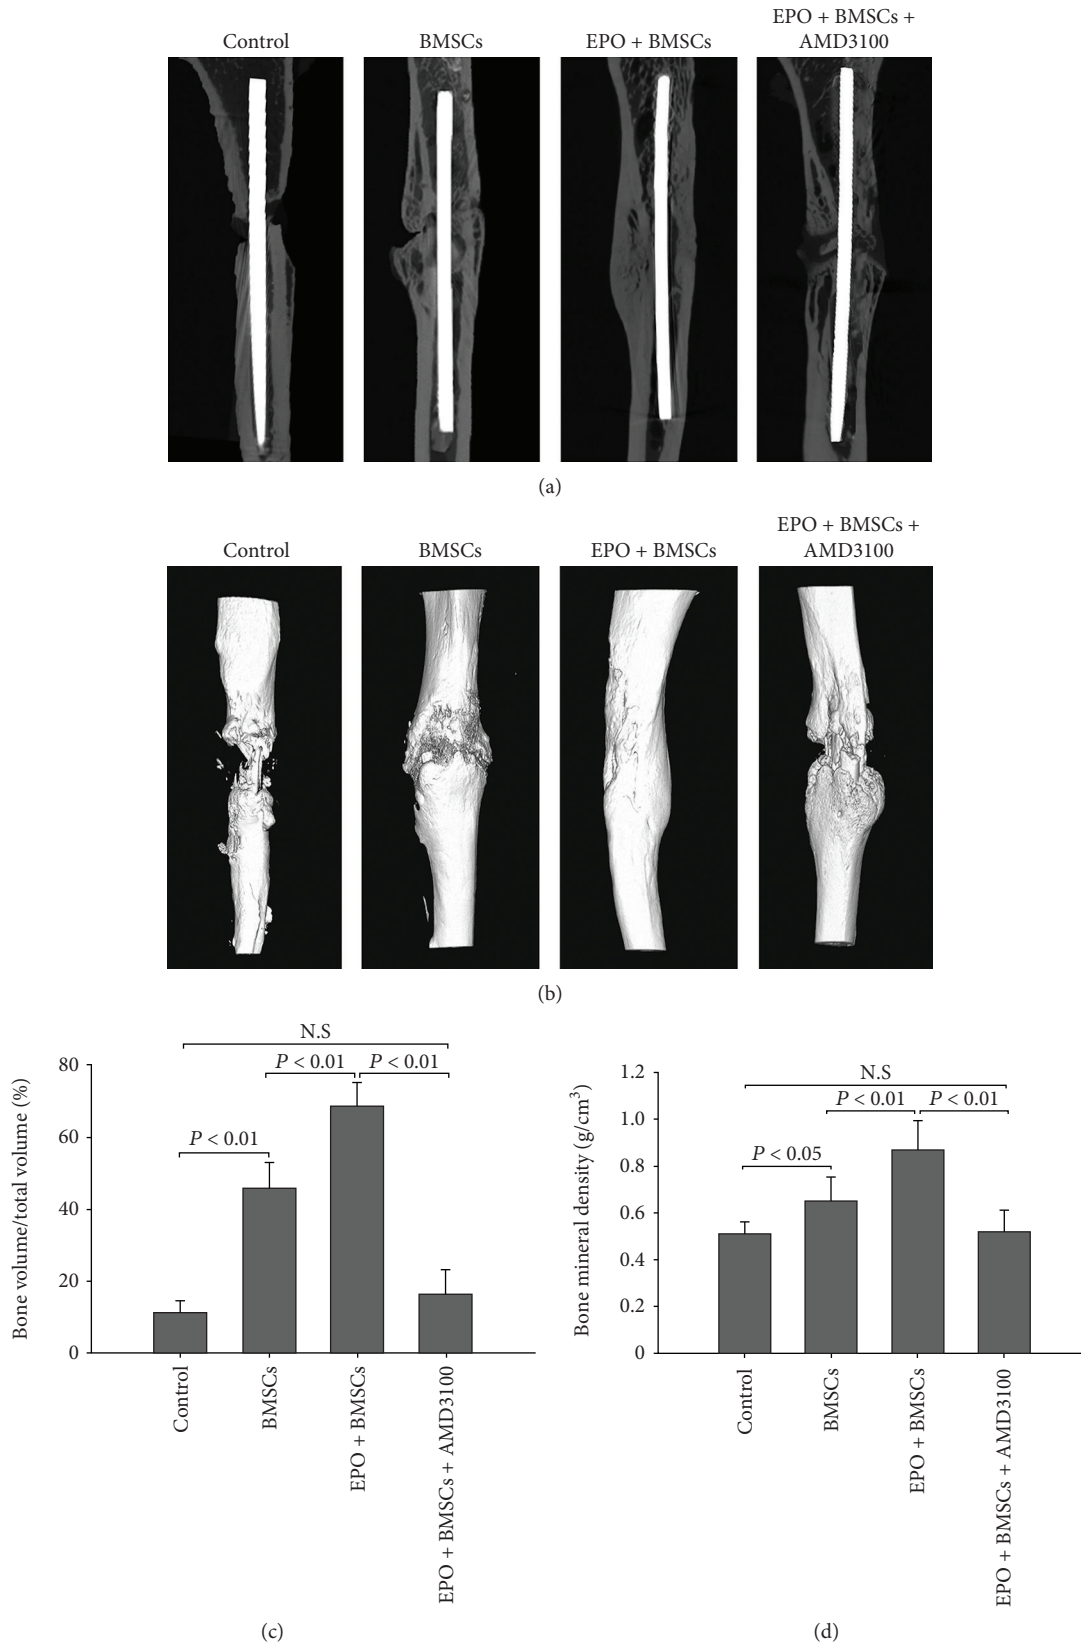 Control
BMSCs
EPO + BMSCs
EPO + BMSCs +
AMD3100
(a)
Control
BMSCs
EPO + BMSCs
EPO + BMSCs +
AMD3100
(b)
Bone volume/total volume (%)
80
60
40
20
0
N.S
P < 0.01
P < 0.01
P < 0.01
Control
BMSCs
EPO + BMSCs
EPO + BMSCs + AMD3100
(c)
Bone mineral density (g/cm³)
1.2
1.0
0.8
0.6
0.4
0.2
0
N.S
P < 0.01
P < 0.01
P < 0.05
Control
BMSCs
EPO + BMSCs
EPO + BMSCs + AMD3100
(d)